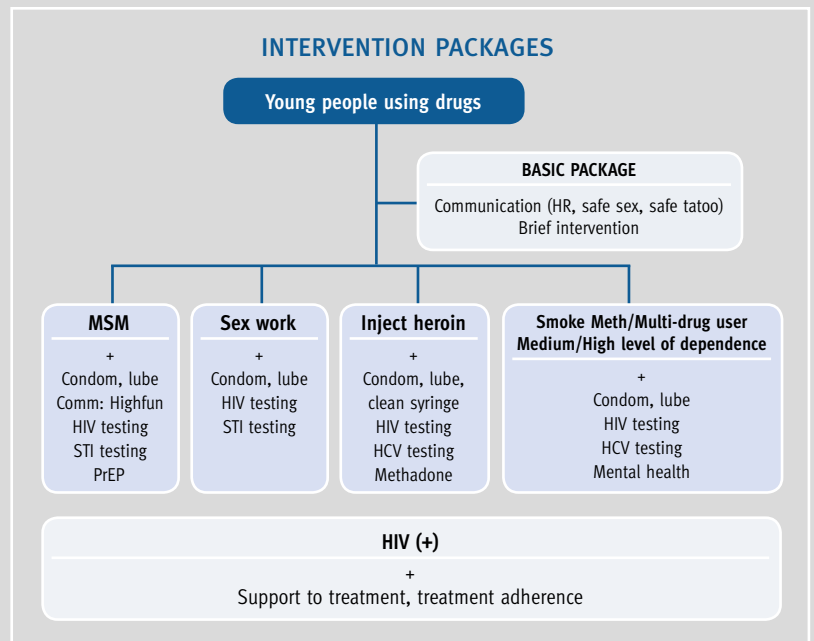 INTERVENTION PACKAGES
Young people using drugs
BASIC PACKAGE
Communication (HR, safe sex, safe tatoo)
Brief intervention
MSM
+
Condom, lube
Comm: Highfun
HIV testing
STI testing
PrEP
Sex work
+
Condom, lube
HIV testing
STI testing
Inject heroin
+
Condom, lube,
clean syringe
HIV testing
HCV testing
Methadone
Smoke Meth/Multi-drug user
Medium/High level of dependence
+
Condom, lube
HIV testing
HCV testing
Mental health
HIV (+)
+
Support to treatment, treatment adherence